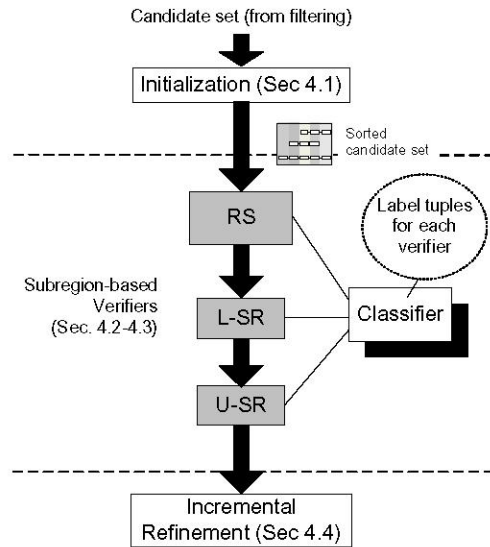 Candidate set (from filtering)
Initialization (Sec 4.1)
Sorted
candidate set
RS
Label tuples
for each
verifier
Subregion-based
Verifiers
(Sec. 4.2-4.3)
L-SR
Classifier
U-SR
Incremental
Refinement (Sec 4.4)